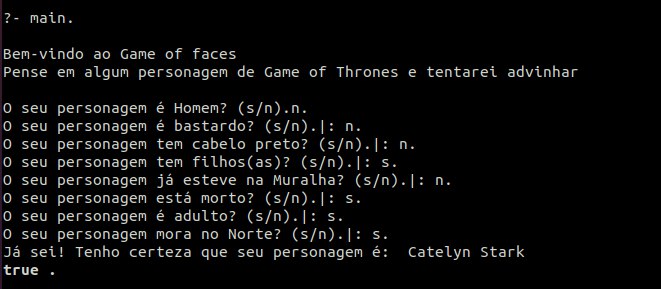 ?- main.
Bem-vindo ao Game of faces
Pense em algum personagem de Game of Thrones e tentarei advinhar
O seu personagem é Homem? (s/n).n.
O seu personagem é bastardo? (s/n).|: n.
O seu personagem tem cabelo preto? (s/n).|: n.
O seu personagem tem filhos(as)? (s/n).|: s.
O seu personagem já esteve na Muralha? (s/n).|: n.
O seu personagem está morto? (s/n).|: s.
O seu personagem é adulto? (s/n).|: s.
O seu personagem mora no Norte? (s/n).|: s.
Já sei! Tenho certeza que seu personagem é:  Catelyn Stark
true .